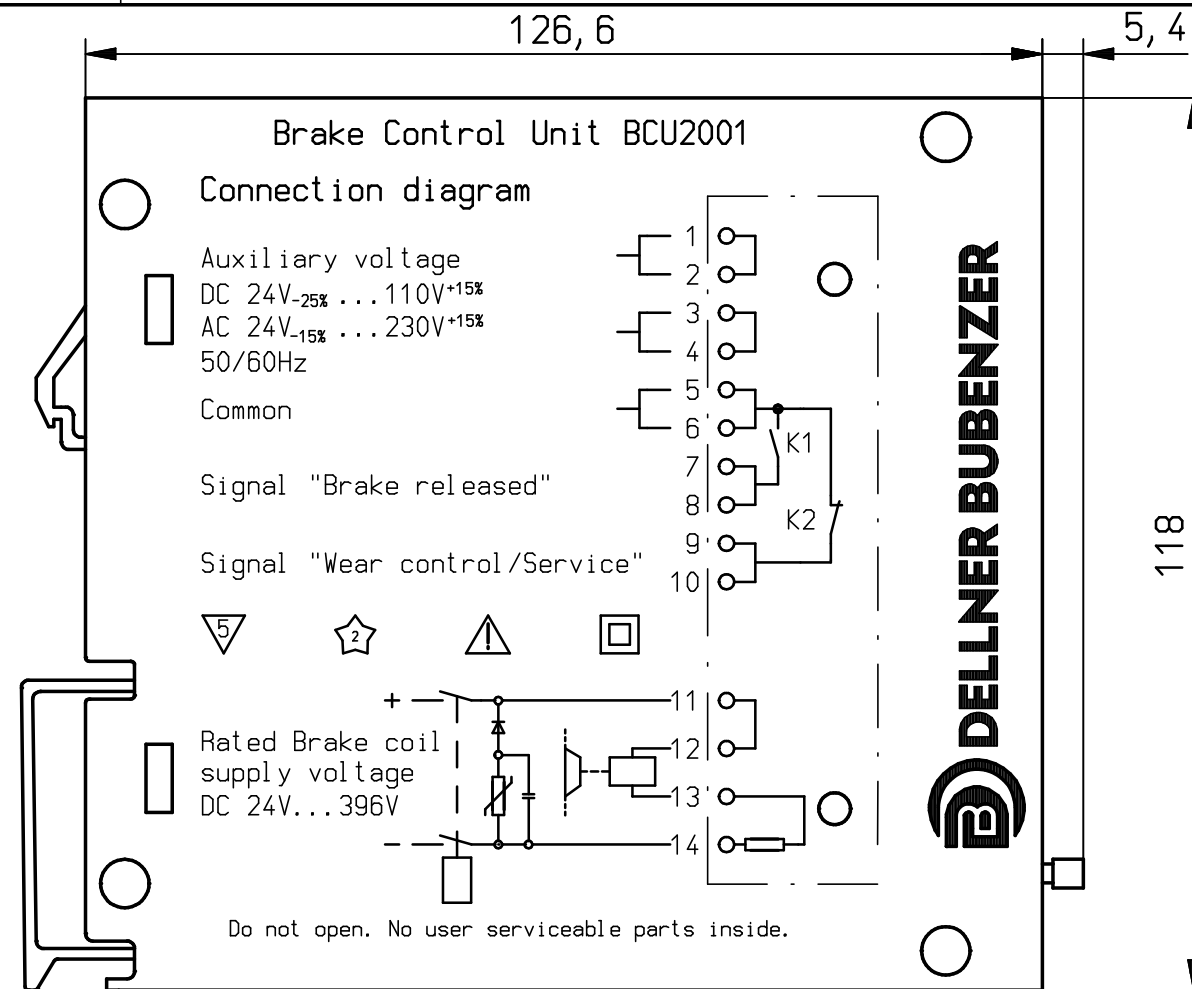 126,6
5,4
Brake Control Unit BCU2001
Connection diagram
Auxiliary voltage
DC 24V-25% ...110V+15%
AC 24V-15% ...230V+15%
50/60Hz
Common
Signal "Brake released"
Signal "Wear control/Service"
1
2
3
4
5
6
7
8
9
10
K1
K2
DELLNER BUBENZER
118
5
2
!
+
11
12
13
14
-
Rated Brake coil
supply voltage
DC 24V...396V
B
Do not open. No user serviceable parts inside.